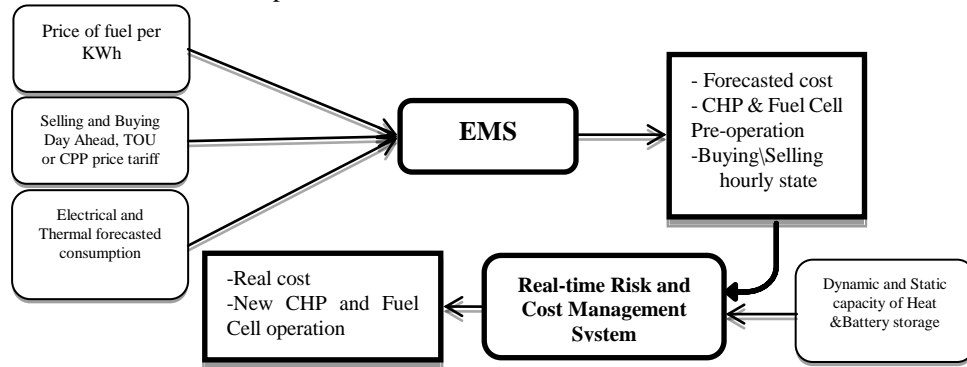 Price of fuel per
KWh
Selling and Buying
Day Ahead, TOU
or CPP price tariff
Electrical and
Thermal forecasted
consumption
EMS
- Forecasted cost
- CHP & Fuel Cell
Pre-operation
-Buying\Selling
hourly state
-Real cost
-New CHP and Fuel
Cell operation
Real-time Risk and
Cost Management
System
Dynamic and Static
capacity of Heat
&Battery storage